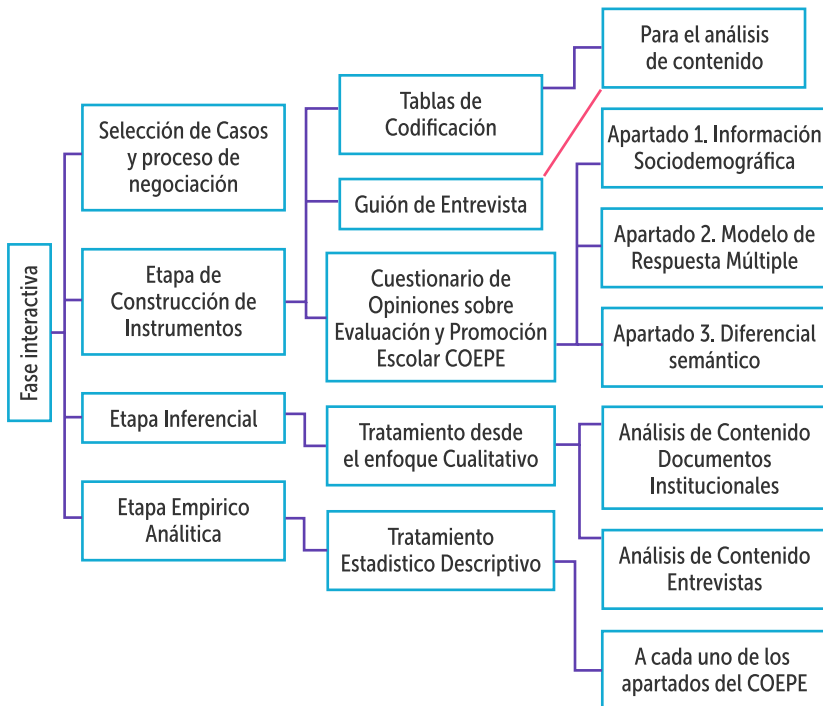 Fase interactiva
Selección de Casos
y proceso de
negociación
Etapa de
Construcción de
Instrumentos
Etapa Inferencial
Etapa Empirico
Análitica
Tablas de
Codificación
Guión de Entrevista
Cuestionario de
Opiniones sobre
Evaluación y Promoción
Escolar COEPE
Tratamiento desde
el enfoque Cualitativo
Tratamiento
Estadistico Descriptivo
Para el análisis
de contenido
Apartado 1. Información
Sociodemográfica
Apartado 2. Modelo de
Respuesta Múltiple
Apartado 3. Diferencial
semántico
Análisis de Contenido
Documentos
Institucionales
Análisis de Contenido
Entrevistas
A cada uno de los
apartados del COEPE